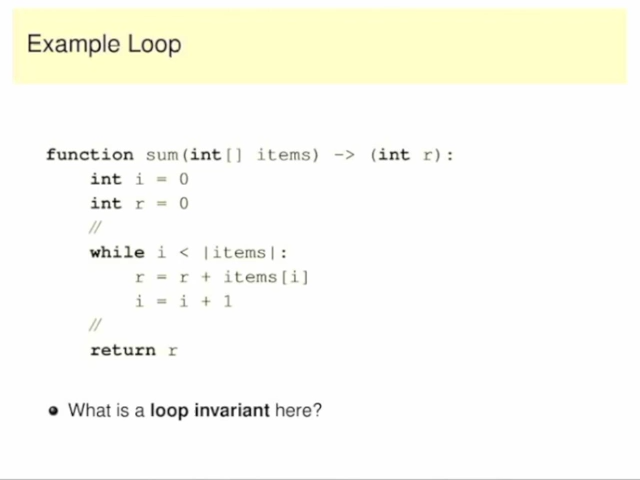 Example Loop
function sum(int[] items) -> (int r):
int i = 0
int r = 0
//
while i < |items|:
r = r + items[i]
i = i + 1
//
return r
What is a loop invariant here?